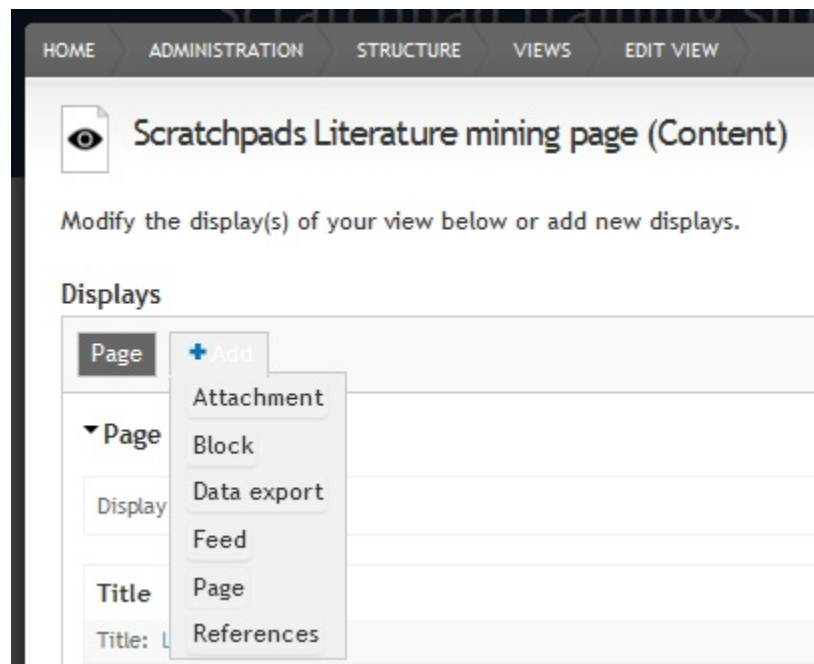 HOME ADMINISTRATION STRUCTURE VIEWS EDIT VIEW
Scratchpads Literature mining page (Content)
Modify the display(s) of your view below or add new displays.
Displays
Page Add
Attachment
Page
Block
Display
Data export
Feed
Title
Page
Title: L
References